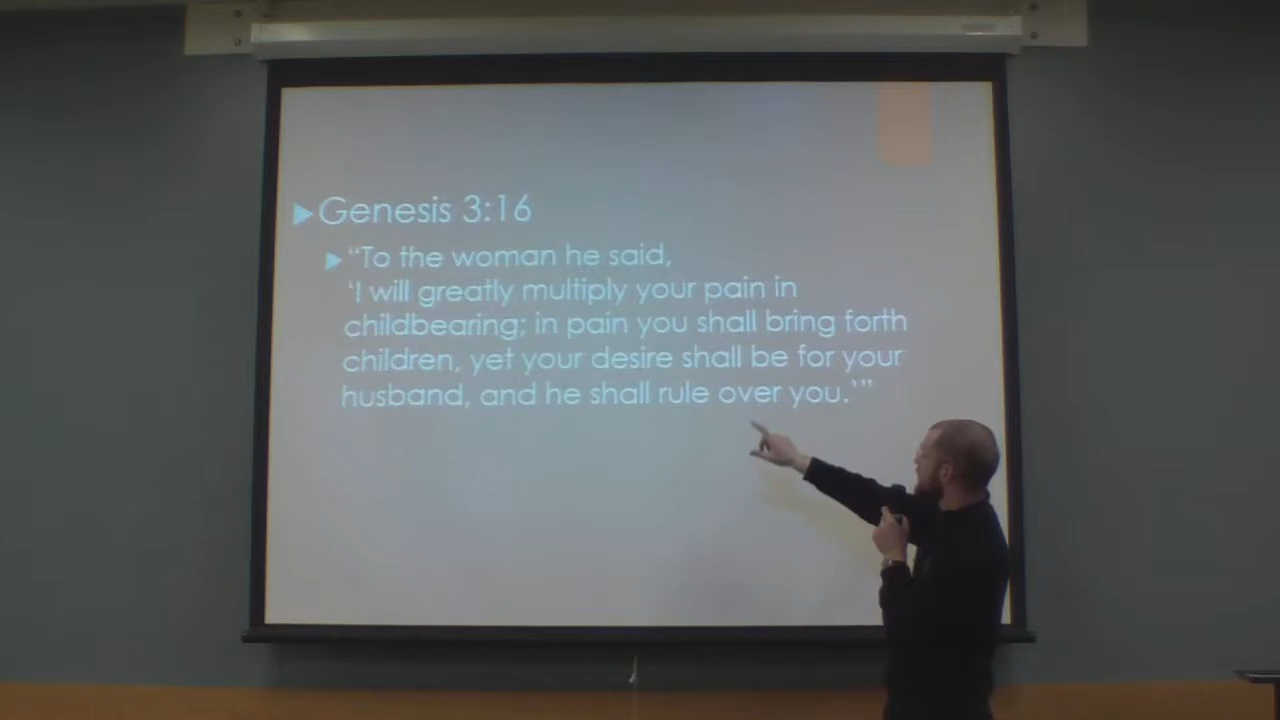 Genesis 3:16
“To the woman he said,
‘I will greatly multiply your pain in
childbearing; in pain you shall bring forth
children, yet your desire shall be for your
husband, and he shall rule over you.’”